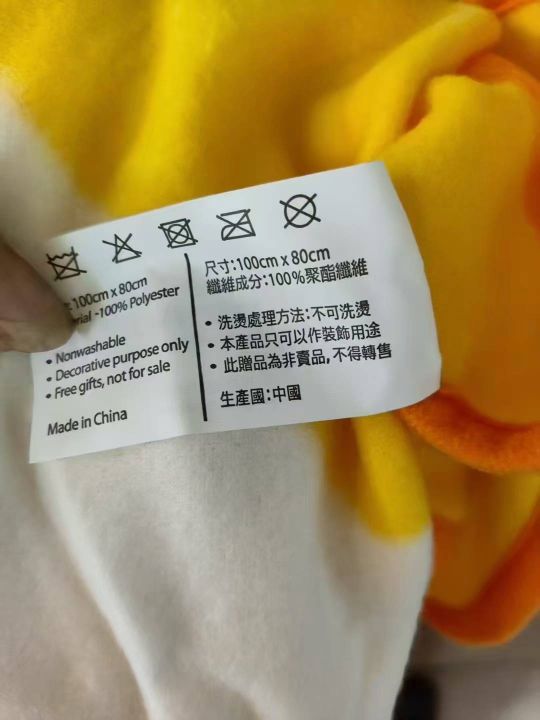 100cm x 80cm
-100% Polyester
• Nonwashable
• Decorative purpose only
• Free gifts, not for sale
Made in China
尺寸:100cm x 80cm
纖維成分:100%聚酯纖維
• 洗燙處理方法:不可洗燙
• 本產品只可以作裝飾用途
• 此贈品為非賣品,不得轉售
生產國:中國